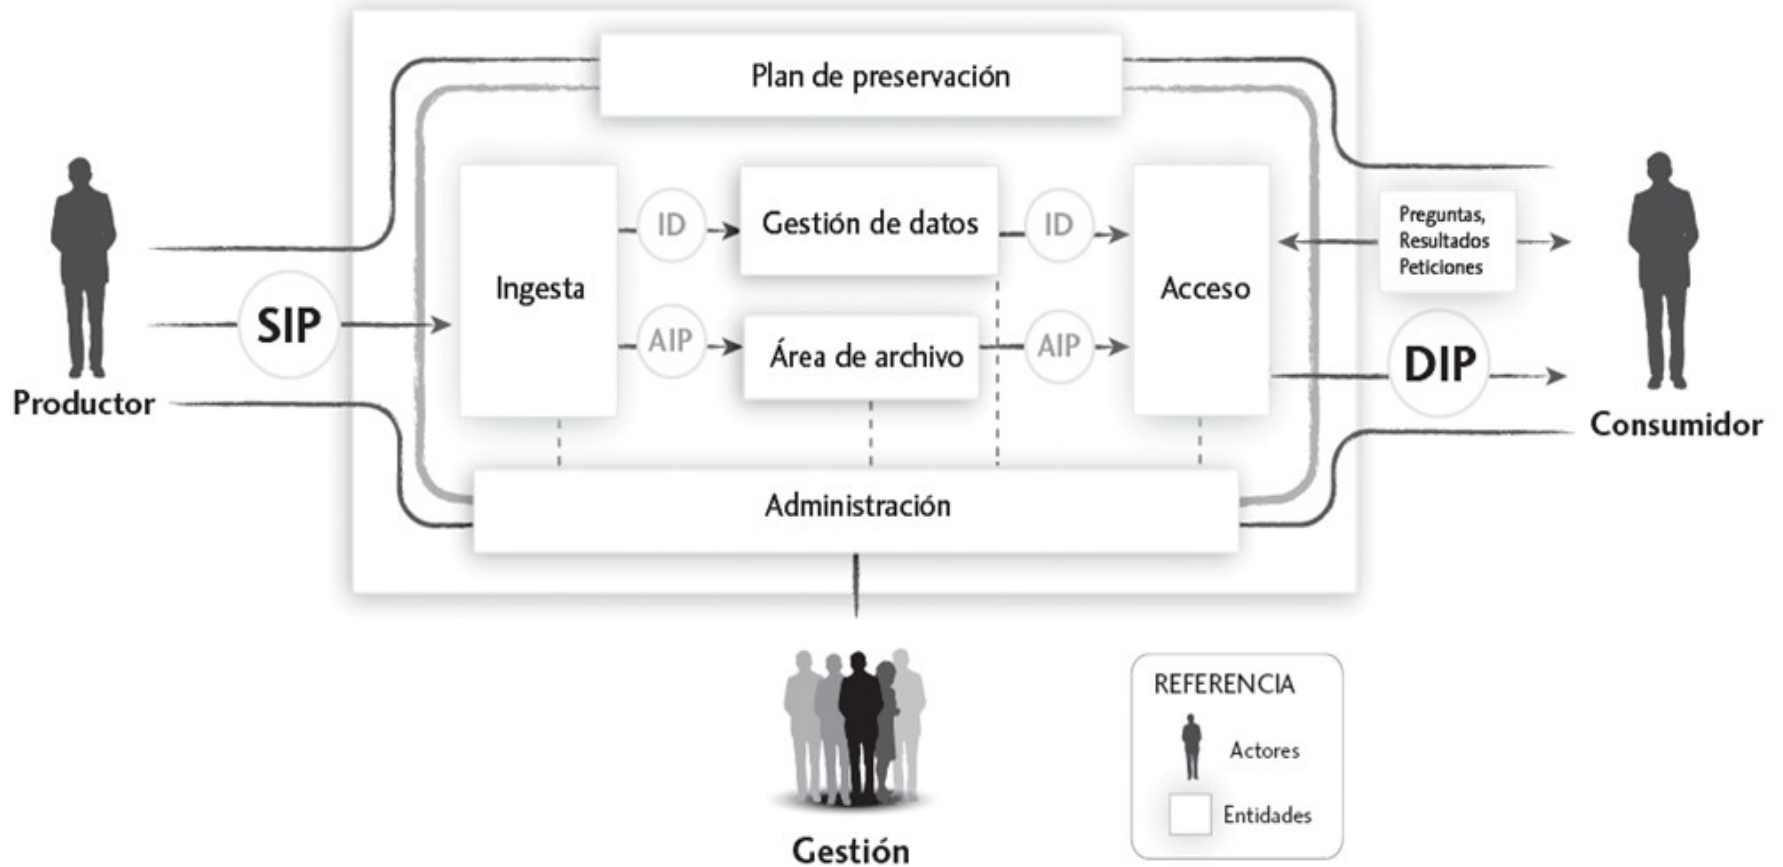 Plan de preservación
ID
Gestión de datos
ID
Preguntas,
Resultados
Peticiones
Ingesta
Acceso
SIP
AIP
Área de archivo
AIP
DIP
Productor
Consumidor
Administración
REFERENCIA
Actores
Entidades
Gestión